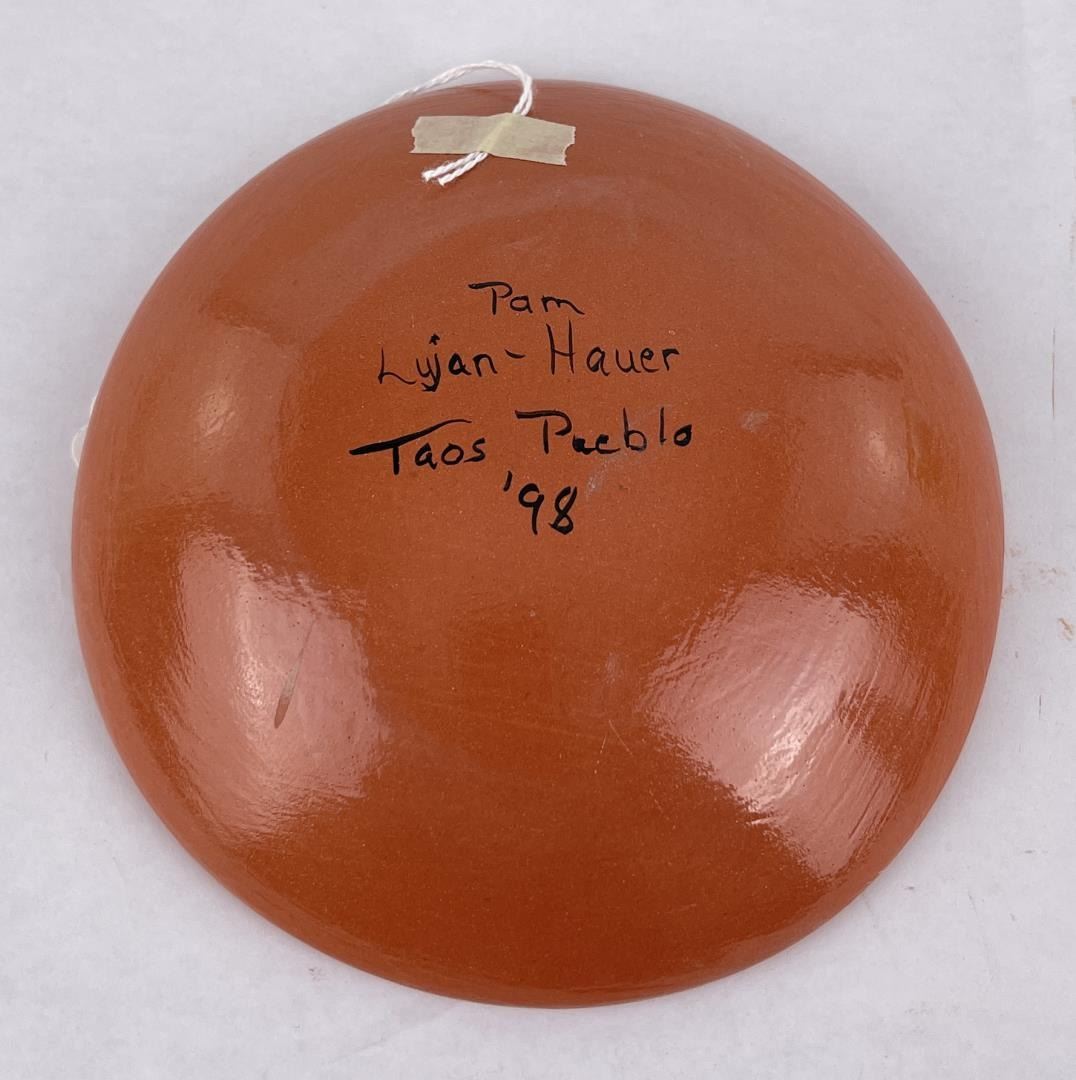 Pam
Lujan-Hauer
Taos Pueblo
'98